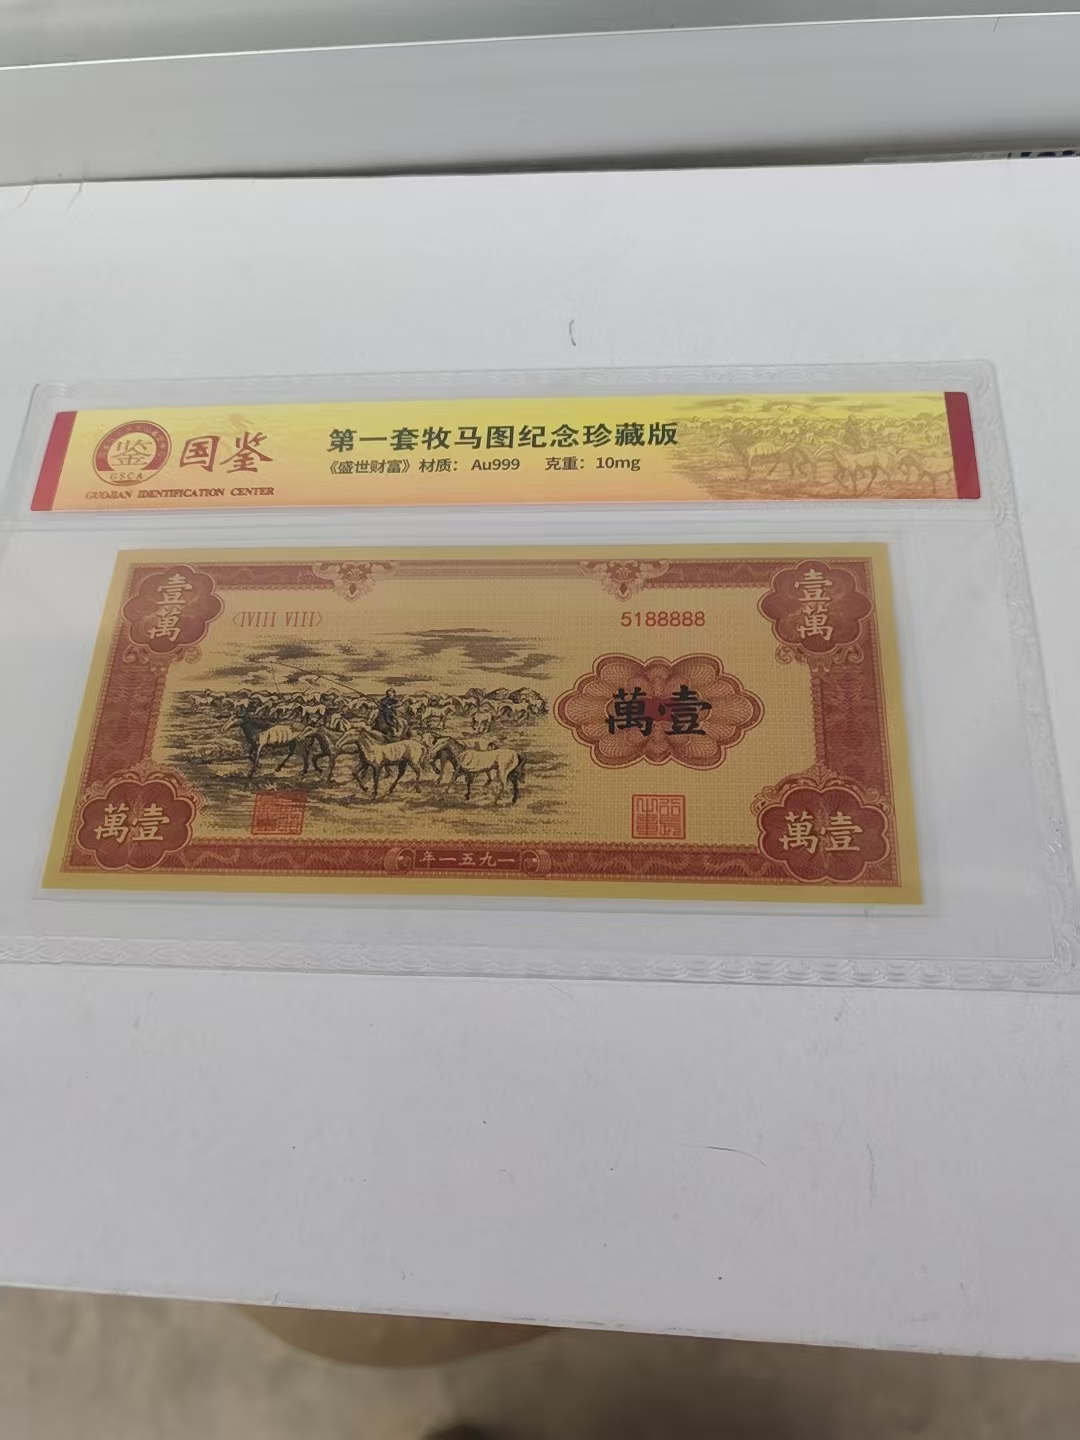 鉴
GSCA
国鉴
GUOJIAN IDENTIFICATION CENTER
第一套牧马图纪念珍藏版
《盛世财富》材质：Au999 克重：10mg
壹萬
壹萬
<IVIII VIII>
5188888
萬壹
萬壹
萬壹
年一五九一